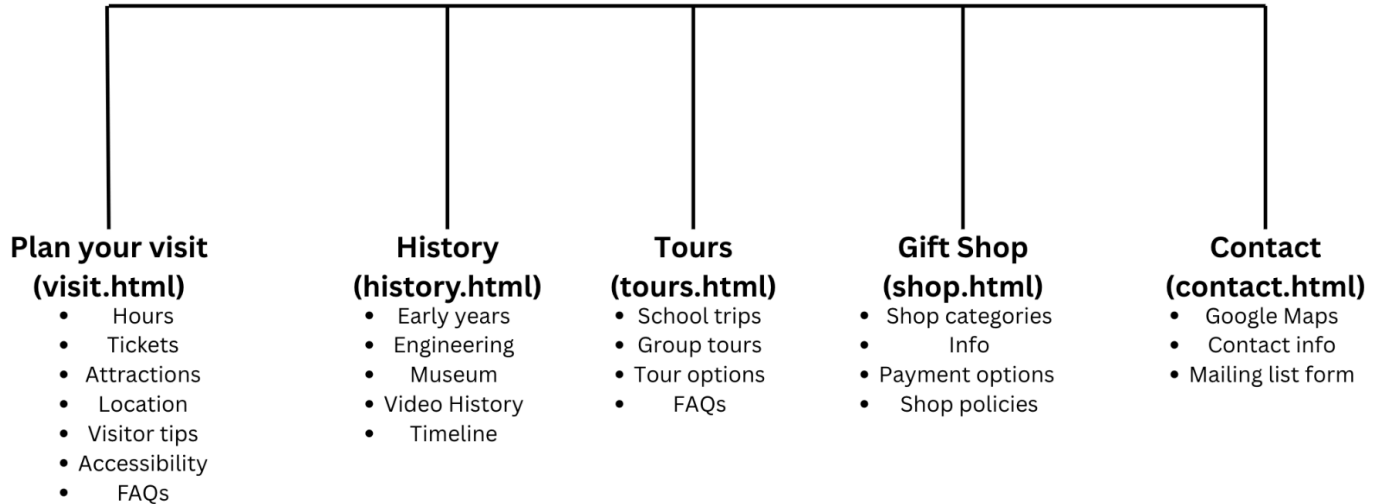 Plan your visit
(visit.html)
• Hours
• Tickets
• Attractions
• Location
• Visitor tips
• Accessibility
• FAQs
History
(history.html)
• Early years
• Engineering
• Museum
• Video History
• Timeline
Tours
(tours.html)
• School trips
• Group tours
• Tour options
• FAQs
Gift Shop
(shop.html)
• Shop categories
• Info
• Payment options
• Shop policies
Contact
(contact.html)
• Google Maps
• Contact info
• Mailing list form